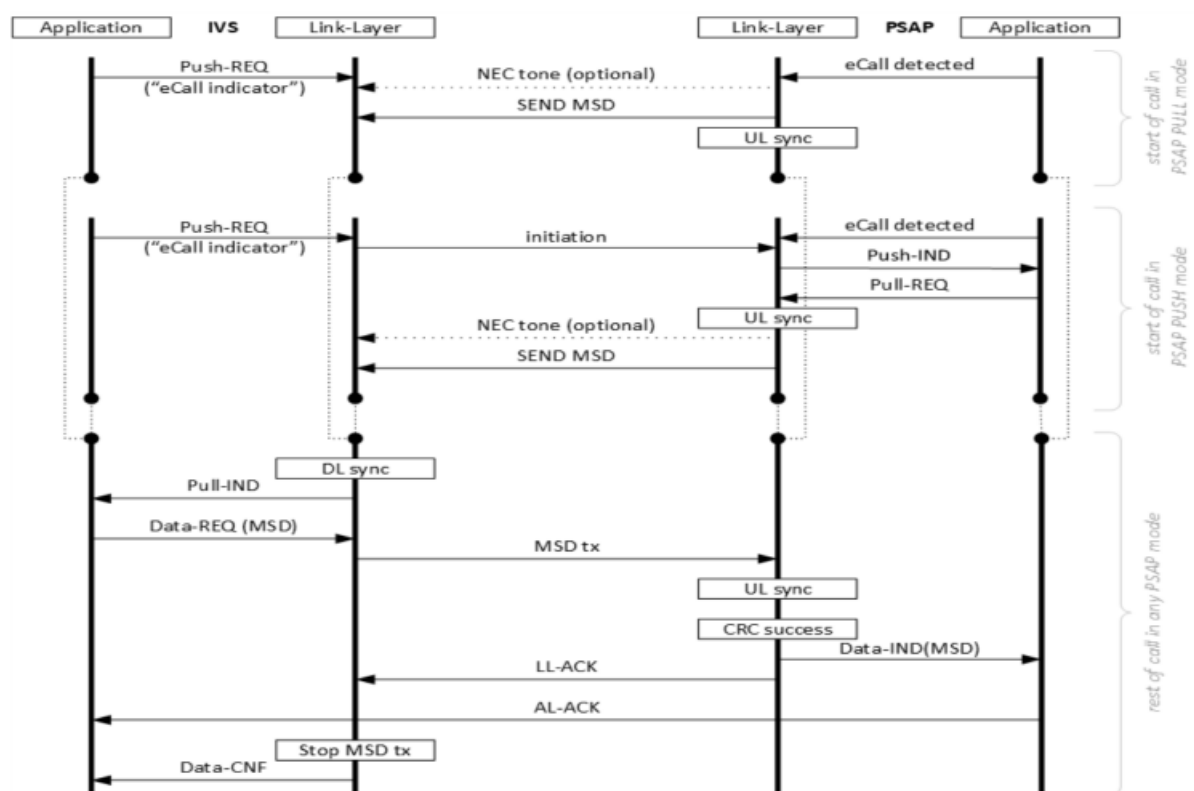 Application IVS Link-Layer Link-Layer PSAP Application
Push-REQ
("eCall indicator")
NEC tone (optional)
eCall detected
SEND MSD
UL sync
start of call in
PSAP PULL mode
Push-REQ
("eCall indicator")
initiation
eCall detected
Push-IND
Pull-REQ
UL sync
NEC tone (optional)
SEND MSD
start of call in
PSAP PUSH mode
DL sync
Pull-IND
Data-REQ (MSD)
MSD tx
UL sync
CRC success
Data-IND(MSD)
LL-ACK
AL-ACK
Stop MSD tx
Data-CNF
rest of call in any PSAP mode